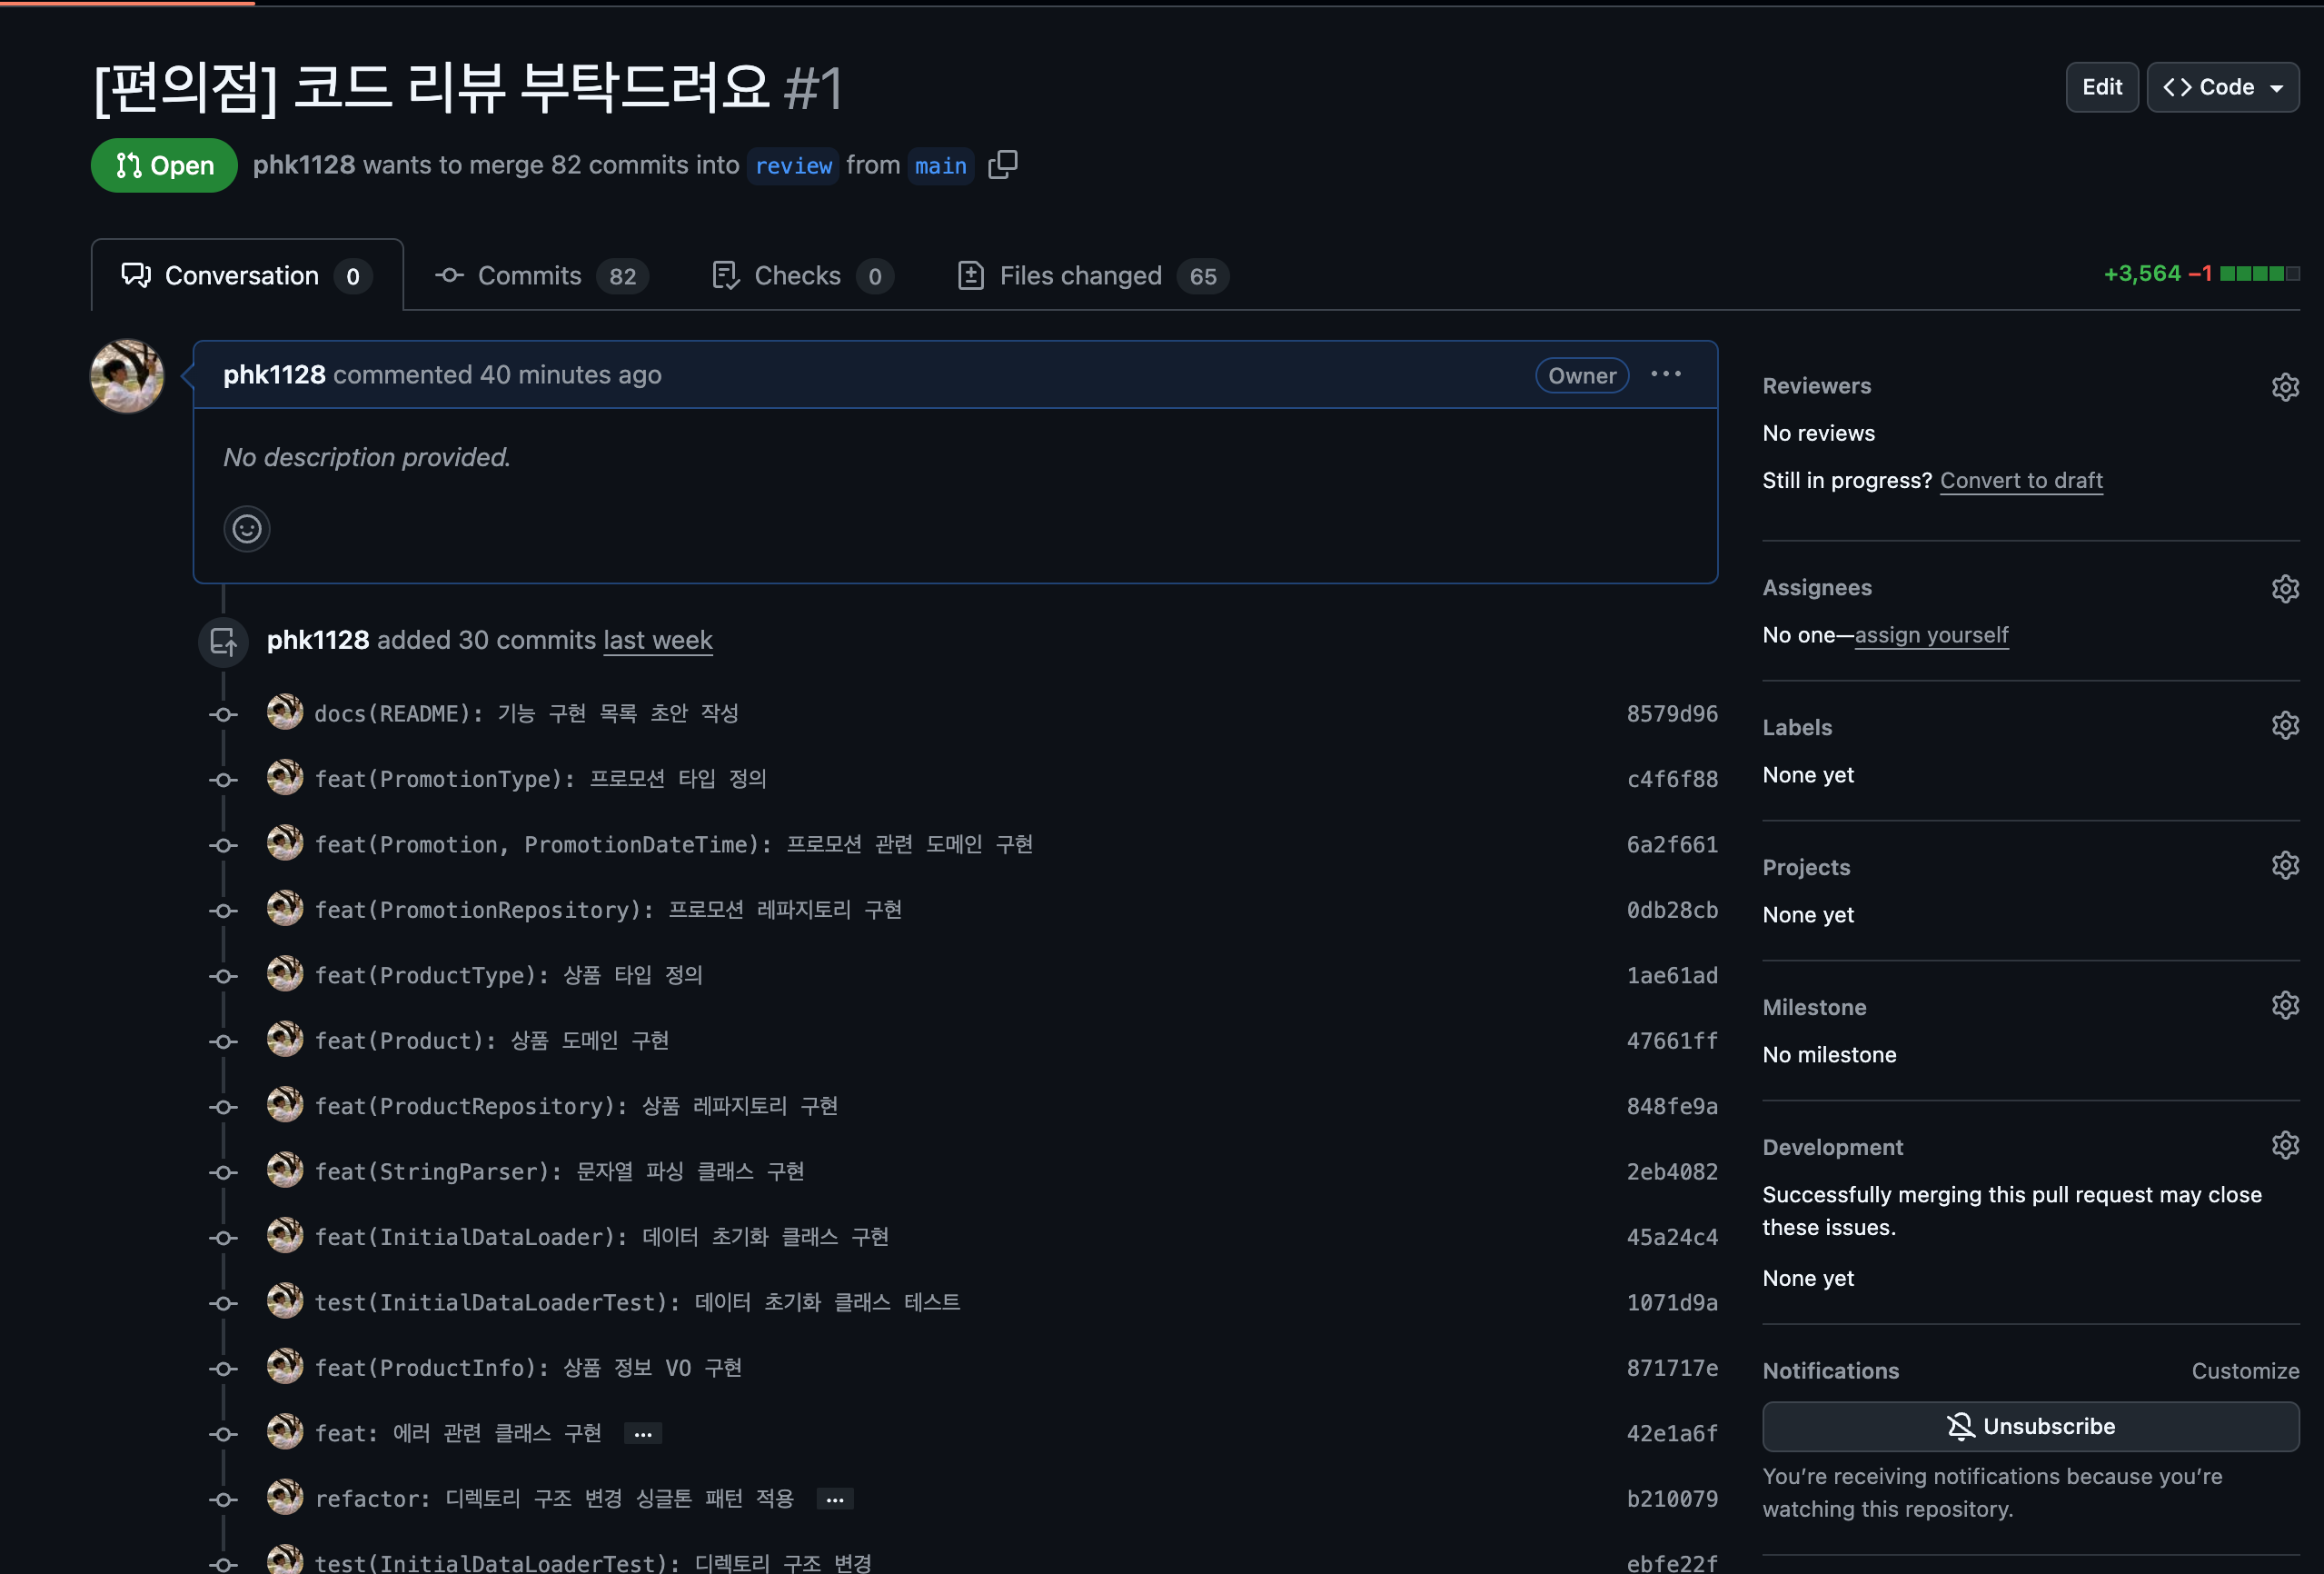 [편의점] 코드 리뷰 부탁드려요 #1
Edit
Code
Open
phk1128 wants to merge 82 commits into review from main
Conversation 0
Commits 82
Checks 0
Files changed 65
+3,564 −1
phk1128 commented 40 minutes ago
Owner
No description provided.
phk1128 added 30 commits last week
docs(README): 기능 구현 목록 초안 작성 8579d96
feat(PromotionType): 프로모션 타입 정의 c4f6f88
feat(Promotion, PromotionDateTime): 프로모션 관련 도메인 구현 6a2f661
feat(PromotionRepository): 프로모션 레파지토리 구현 0db28cb
feat(ProductType): 상품 타입 정의 1ae61ad
feat(Product): 상품 도메인 구현 47661ff
feat(ProductRepository): 상품 레파지토리 구현 848fe9a
feat(StringParser): 문자열 파싱 클래스 구현 2eb4082
feat(InitialDataLoader): 데이터 초기화 클래스 구현 45a24c4
test(InitialDataLoaderTest): 데이터 초기화 클래스 테스트 1071d9a
feat(ProductInfo): 상품 정보 VO 구현 871717e
feat: 에러 관련 클래스 구현 … 42e1a6f
refactor: 디렉토리 구조 변경 싱글톤 패턴 적용 … b210079
test(InitialDataLoaderTest): 디렉토리 구조 변경 ebfe22f
Reviewers
No reviews
Still in progress? Convert to draft
Assignees
No one—assign yourself
Labels
None yet
Projects
None yet
Milestone
No milestone
Development
Successfully merging this pull request may close
these issues.
None yet
Notifications
Customize
Unsubscribe
You’re receiving notifications because you’re
watching this repository.